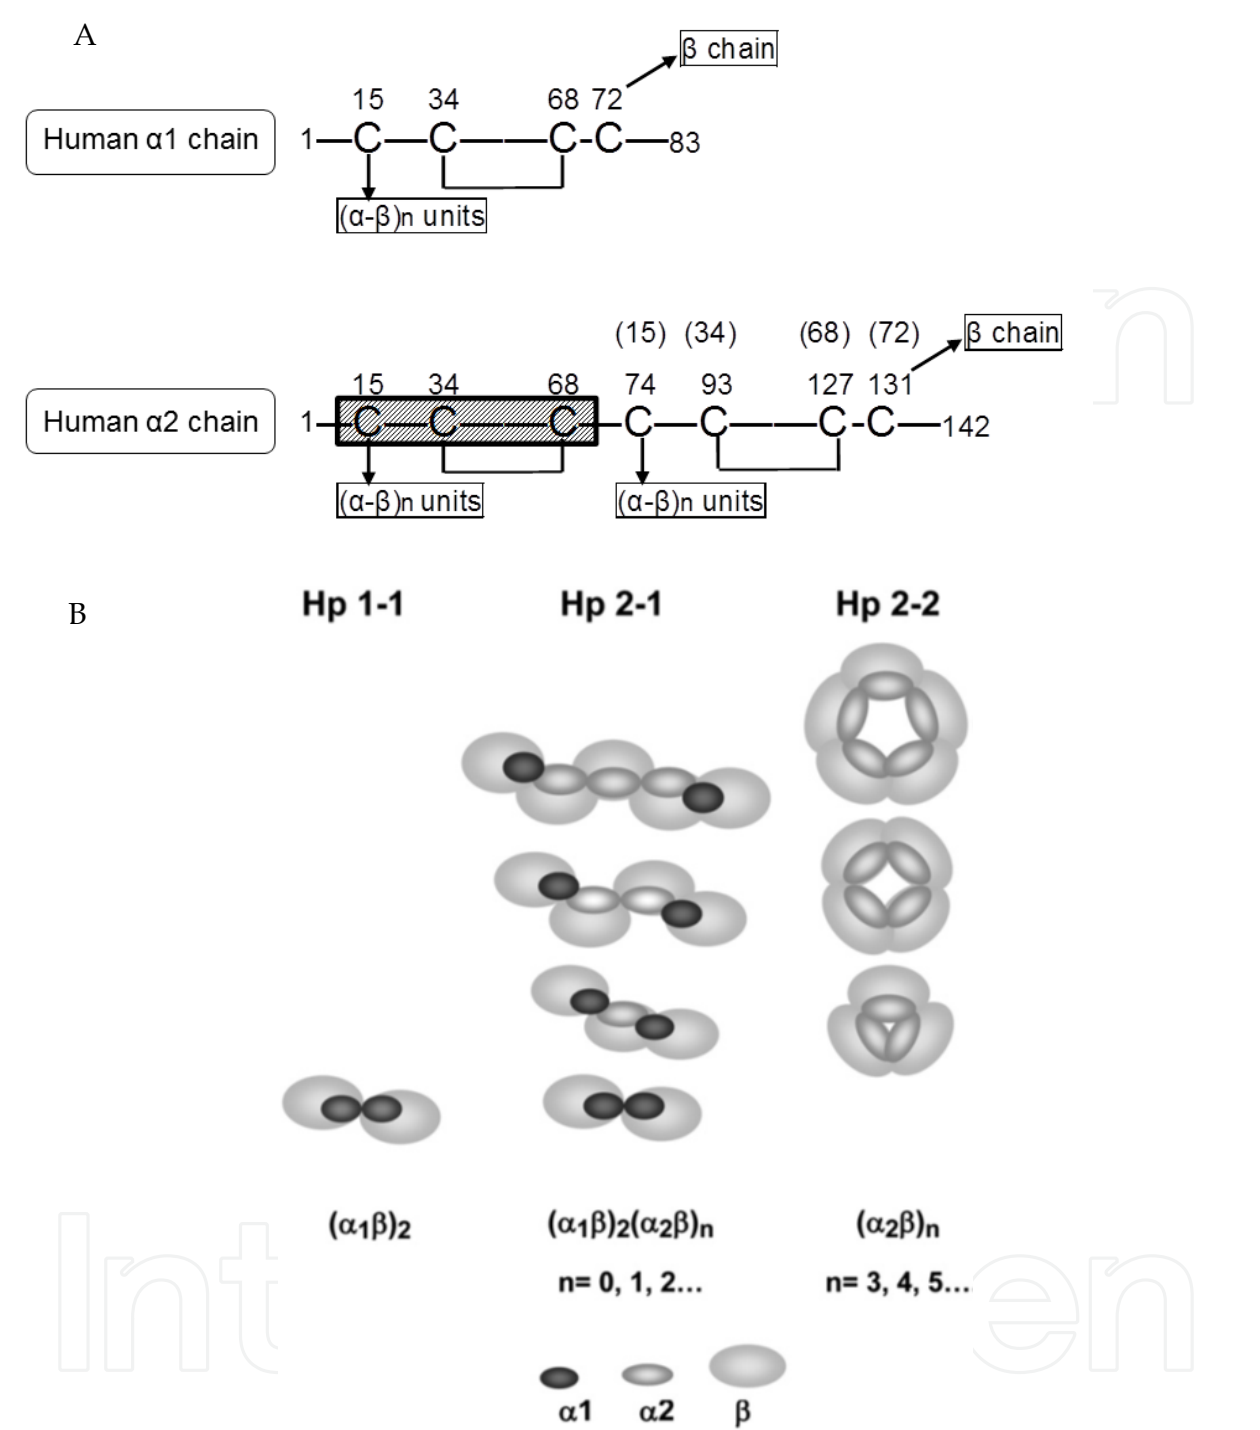 A
β chain
15 34 68 72
Human α1 chain
1 C C C C 83
(α-β)n units
(15) (34) (68) (72)
β chain
15 34 68 74 93 127 131
Human α2 chain
1 C C C C C C C 142
(α-β)n units (α-β)n units
B
Hp 1-1 Hp 2-1 Hp 2-2
(α1β)2 (α1β)2(α2β)n (α2β)n
n= 0, 1, 2... n= 3, 4, 5...
α1 α2 β